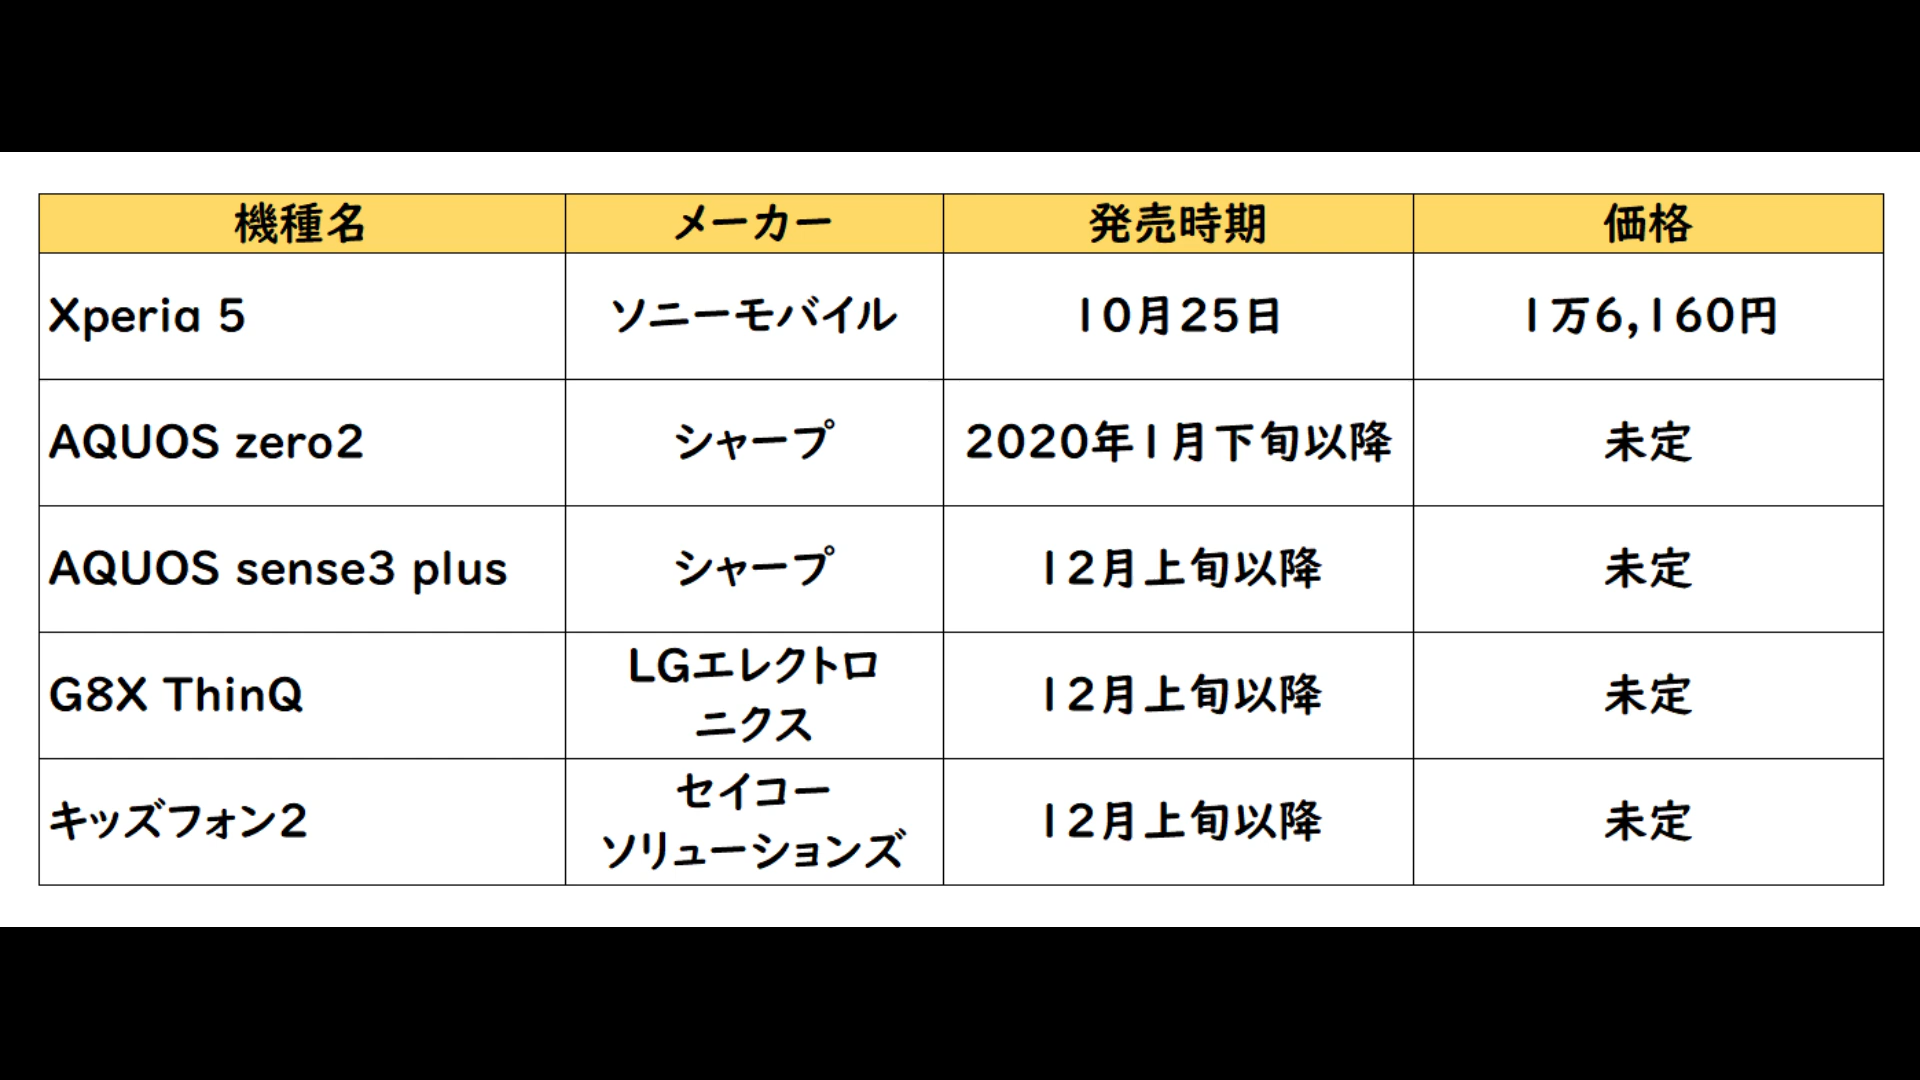 機種名 メーカー 発売時期 価格
Xperia 5 ソニーモバイル 10月25日 1万6,160円
AQUOS zero2 シャープ 2020年1月下旬以降 未定
AQUOS sense3 plus シャープ 12月上旬以降 未定
G8X ThinQ LGエレクトロ
ニクス 12月上旬以降 未定
キッズフォン2 セイコー
ソリューションズ 12月上旬以降 未定